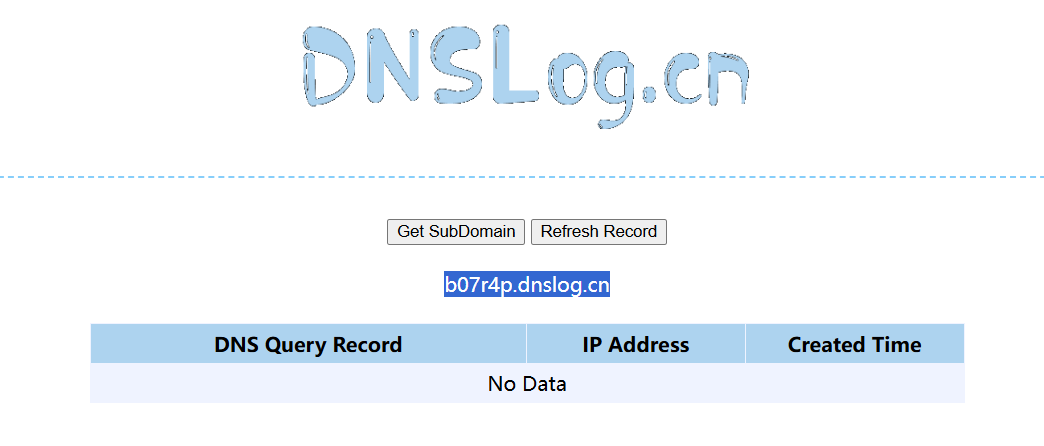 DNSLog.cn
Get SubDomain Refresh Record
b07r4p.dnslog.cn
DNS Query Record IP Address Created Time
No Data